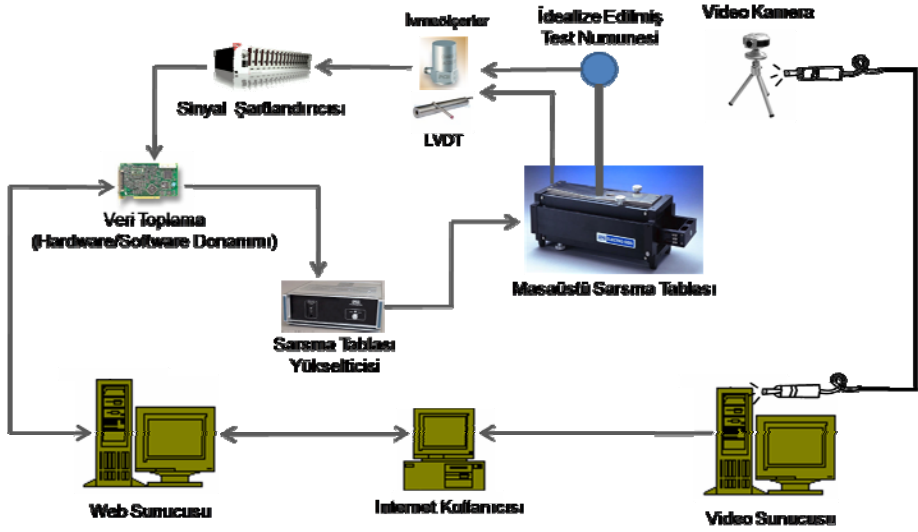 İvmeölçerler
İdealize Edilmiş
Test Numunesi
Video Kamera
Sinyal Şartlandırıcısı
LVDT
Veri Toplama
(Hardware/Software Donanımı)
Masaüstü Sarsma Tablası
Sarsma Tablası
Yükselticisi
Web Sunucusu
İnternet Kullanıcısı
Video Sunucusu